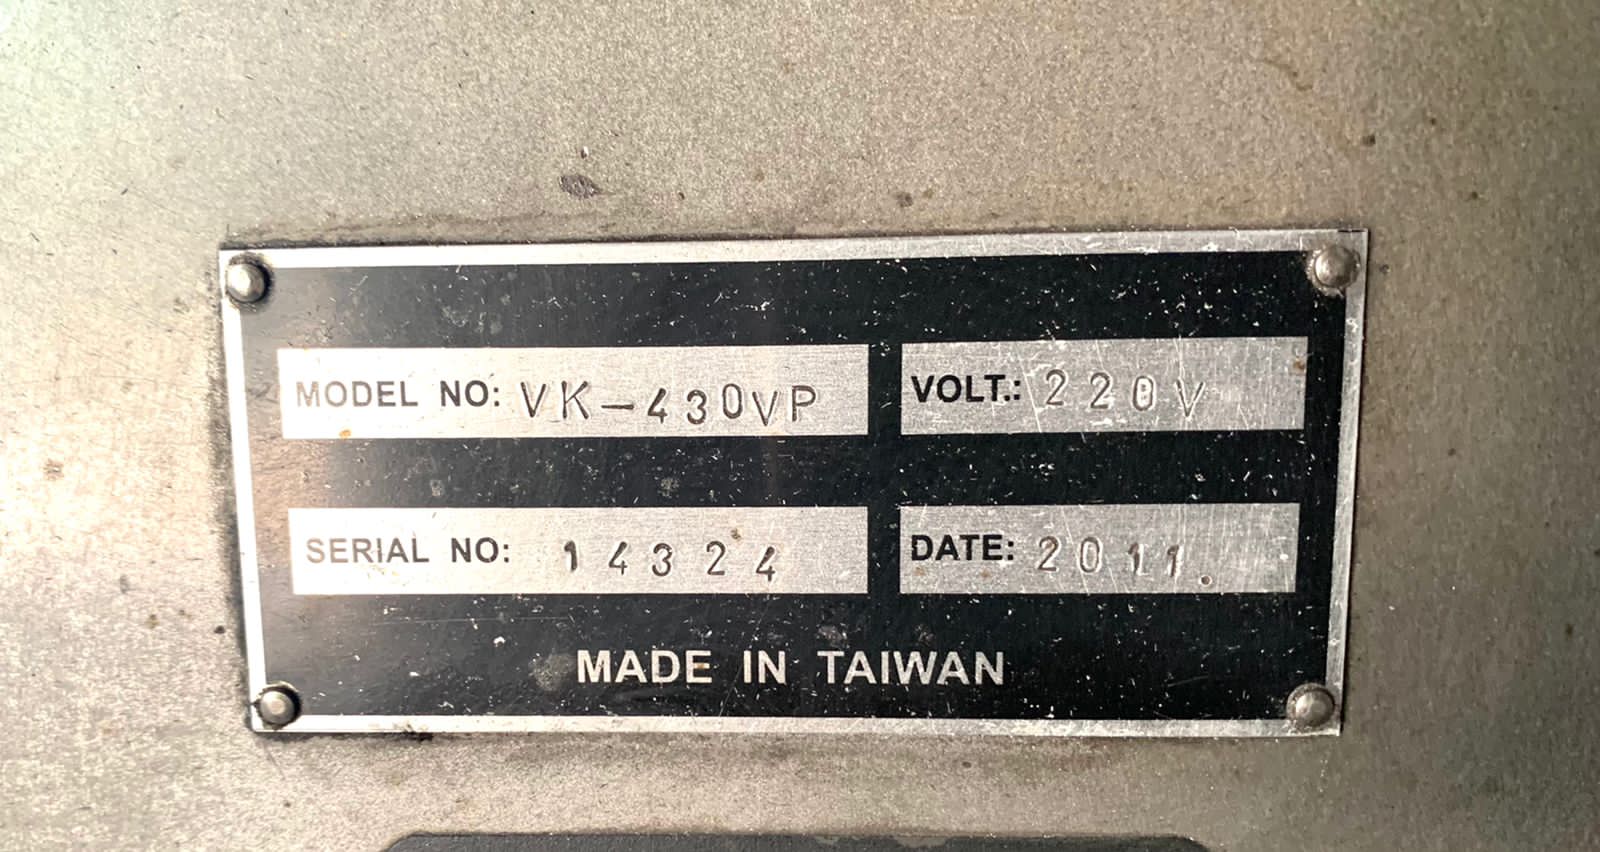 MODEL NO: VK-430VP VOLT.: 220V
SERIAL NO: 14324 DATE: 2011.
MADE IN TAIWAN